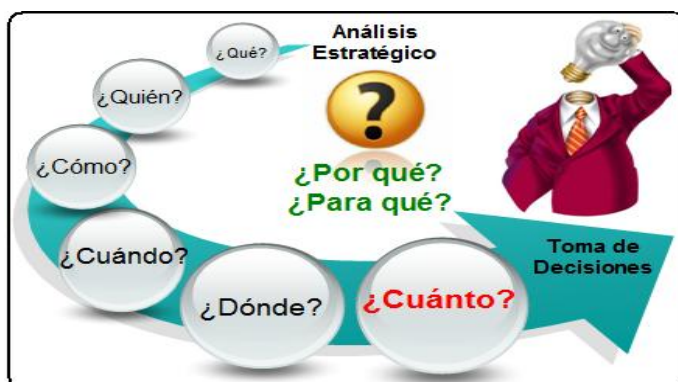 Análisis
Estratégico
¿Qué?
¿Quién?
¿Cómo?
¿Cuándo?
¿Dónde?
¿Cuánto?
?
¿Por qué?
¿Para qué?
Toma de
Decisiones